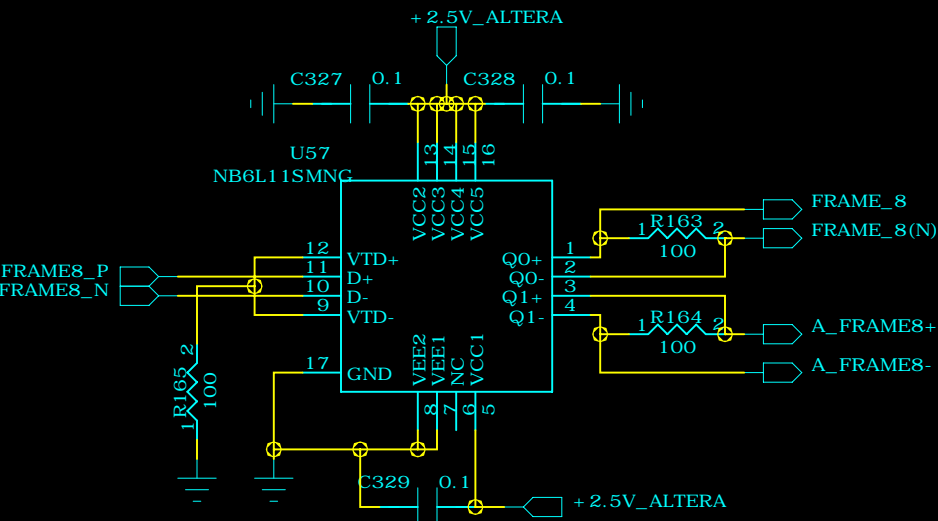 +2.5V_ALTERA
C327 0.1 C328 0.1
U57
NB6L11SMNG
13 14 15 16
VCC2 VCC3 VCC4 VCC5
FRAME_8
1 R163 2
100
FRAME_8(N)
12 VTD+
11 D+
10 D-
9 VTD-
17 GND
Q0+ 1
Q0- 2
Q1+ 3
Q1- 4
FRAME8_P
FRAME8_N
1 R164 2
100
A_FRAME8+
A_FRAME8-
1 R165 2
100
VEE2 VEE1 NC VCC1
8 7 6 5
C329 0.1
+2.5V_ALTERA